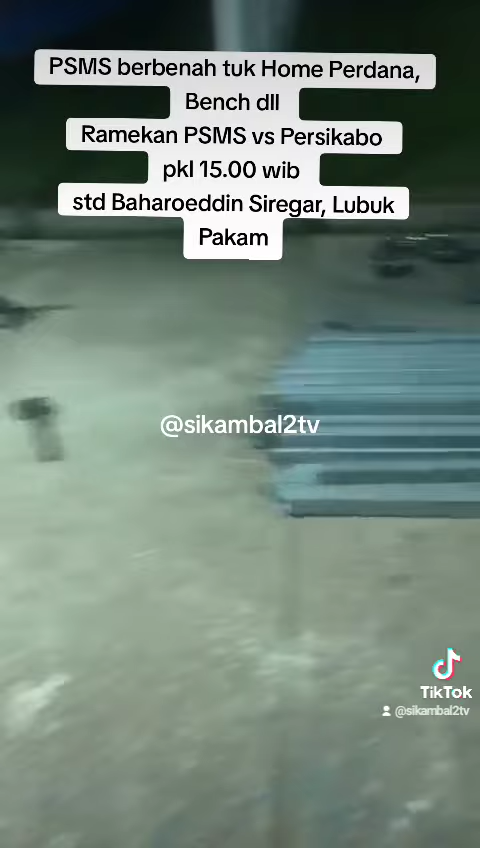 PSMS berbenah tuk Home Perdana,
Bench dll
Ramekan PSMS vs Persikabo
pkl 15.00 wib
std Baharoeddin Siregar, Lubuk
Pakam
@sikambal2tv
TikTok
@sikambal2tv